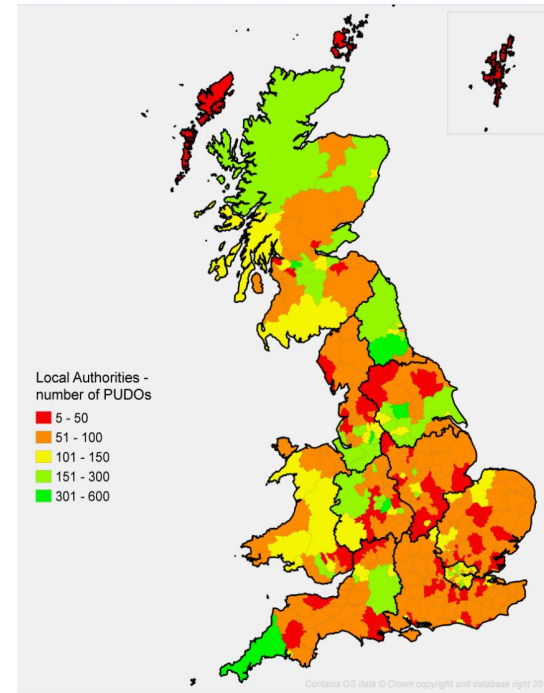 Local Authorities -
number of PUDOs
5 - 50
51 - 100
101 - 150
151 - 300
301 - 600
Contains OS data © Crown copyright and database right 20